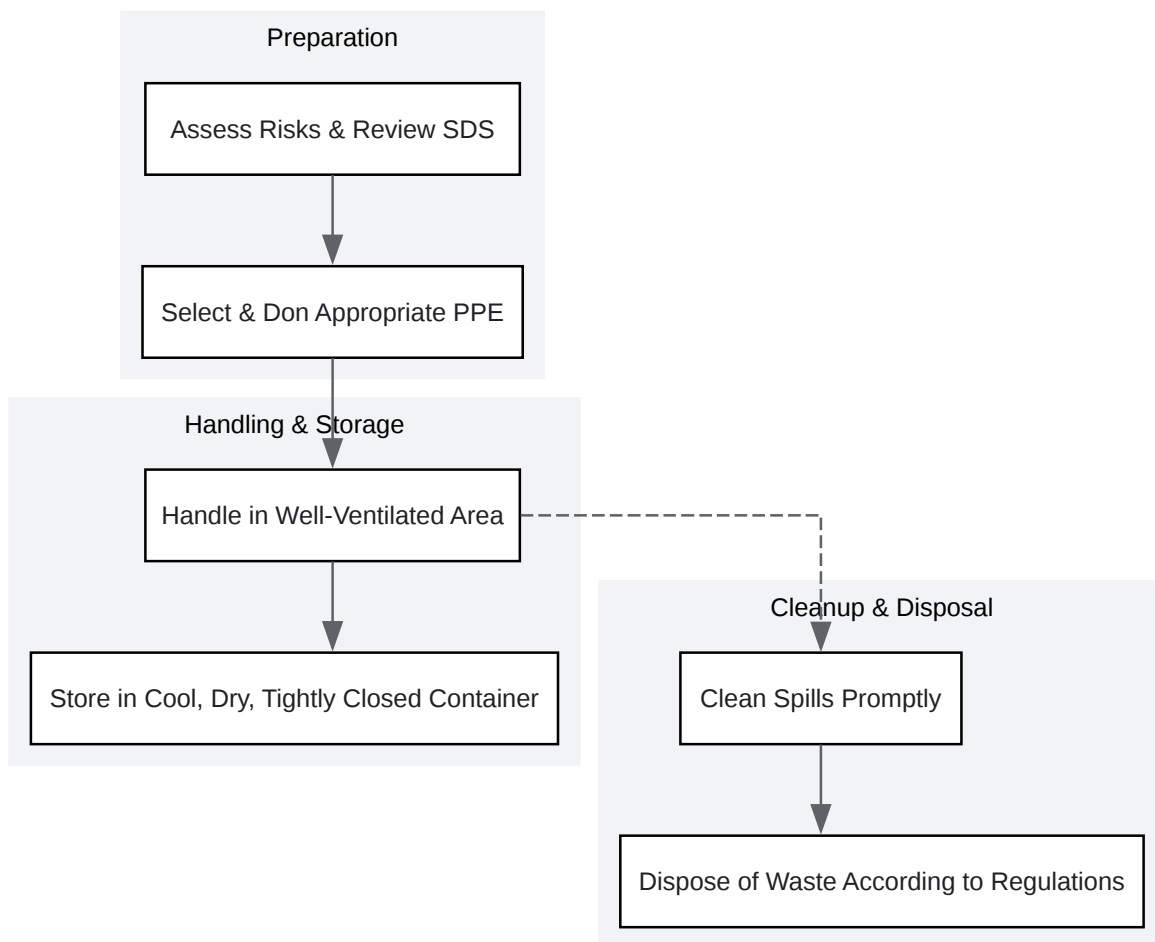 Preparation
Assess Risks & Review SDS
Select & Don Appropriate PPE
Handling & Storage
Handle in Well-Ventilated Area
Store in Cool, Dry, Tightly Closed Container
Cleanup & Disposal
Clean Spills Promptly
Dispose of Waste According to Regulations